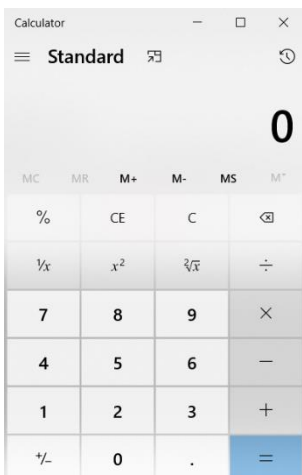 Calculator
Standard
0
MC MR M+ M- MS M˅
% CE C
⅟x x² ²√x ÷
7 8 9 ×
4 5 6 −
1 2 3 +
+/− 0 . =